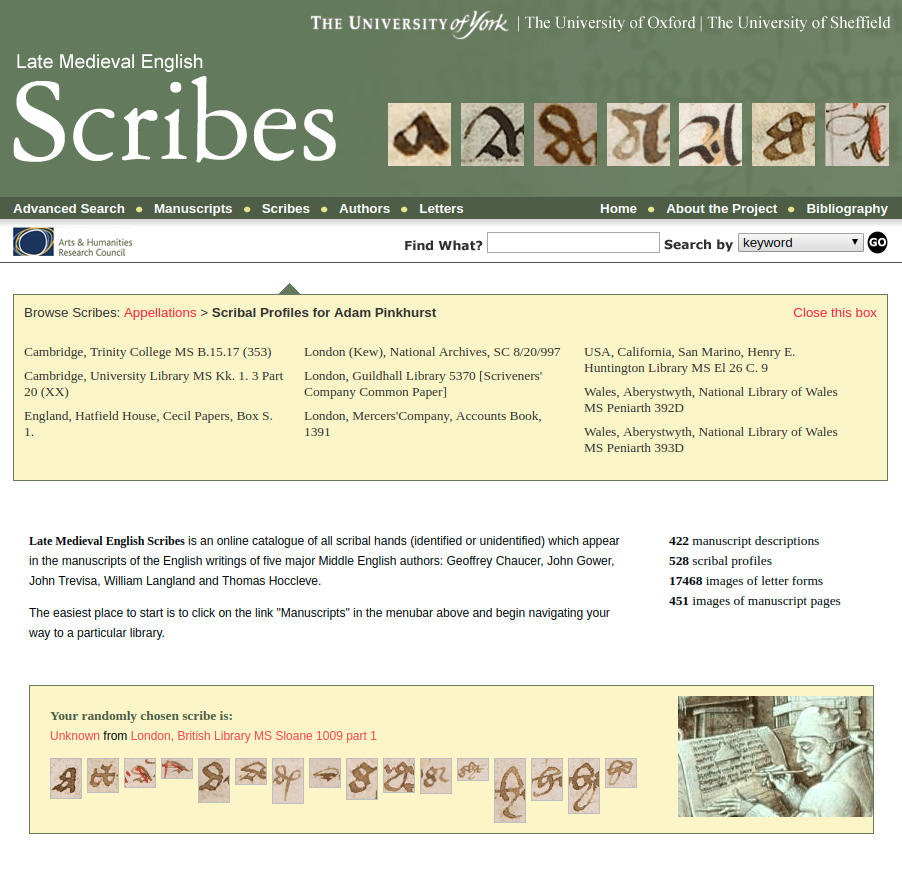 THE UNIVERSITY of York | The University of Oxford | The University of Sheffield
Late Medieval English
Scribes
Advanced Search Manuscripts Scribes Authors Letters Home About the Project Bibliography
Arts & Humanities
Research Council
Find What? Search by keyword GO
Browse Scribes: Appellations > Scribal Profiles for Adam Pinkhurst Close this box
Cambridge, Trinity College MS B.15.17 (353)
Cambridge, University Library MS Kk. 1. 3 Part
20 (XX)
England, Hatfield House, Cecil Papers, Box S.
1.
London (Kew), National Archives, SC 8/20/997
London, Guildhall Library 5370 [Scriveners'
Company Common Paper]
London, Mercers'Company, Accounts Book,
1391
USA, California, San Marino, Henry E.
Huntington Library MS El 26 C. 9
Wales, Aberystwyth, National Library of Wales
MS Peniarth 392D
Wales, Aberystwyth, National Library of Wales
MS Peniarth 393D
Late Medieval English Scribes is an online catalogue of all scribal hands (identified or unidentified) which appear
in the manuscripts of the English writings of five major Middle English authors: Geoffrey Chaucer, John Gower,
John Trevisa, William Langland and Thomas Hoccleve.
The easiest place to start is to click on the link "Manuscripts" in the menubar above and begin navigating your
way to a particular library.
422 manuscript descriptions
528 scribal profiles
17468 images of letter forms
451 images of manuscript pages
Your randomly chosen scribe is:
Unknown from London, British Library MS Sloane 1009 part 1